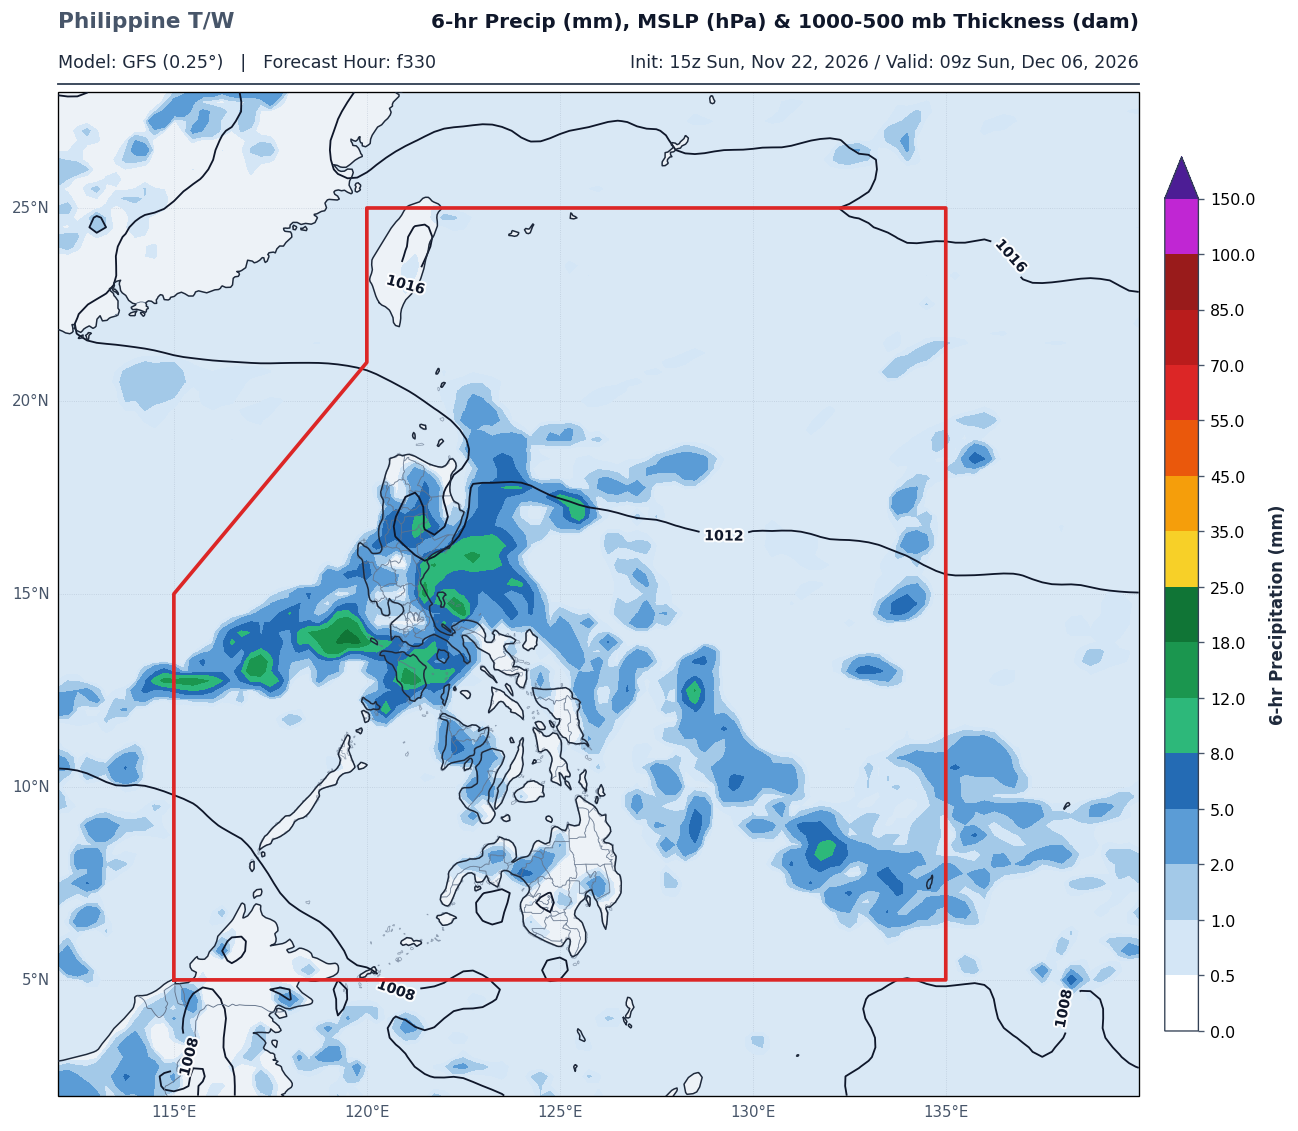 Philippine T/W
6-hr Precip (mm), MSLP (hPa) & 1000-500 mb Thickness (dam)
Model: GFS (0.25°)   |   Forecast Hour: f330
Init: 15z Sun, Nov 22, 2026 / Valid: 09z Sun, Dec 06, 2026
25°N
20°N
15°N
10°N
5°N
115°E
120°E
125°E
130°E
135°E
1016
1016
1012
1008
1008
1008
150.0
100.0
85.0
70.0
55.0
45.0
35.0
25.0
18.0
12.0
8.0
5.0
2.0
1.0
0.5
0.0
6-hr Precipitation (mm)